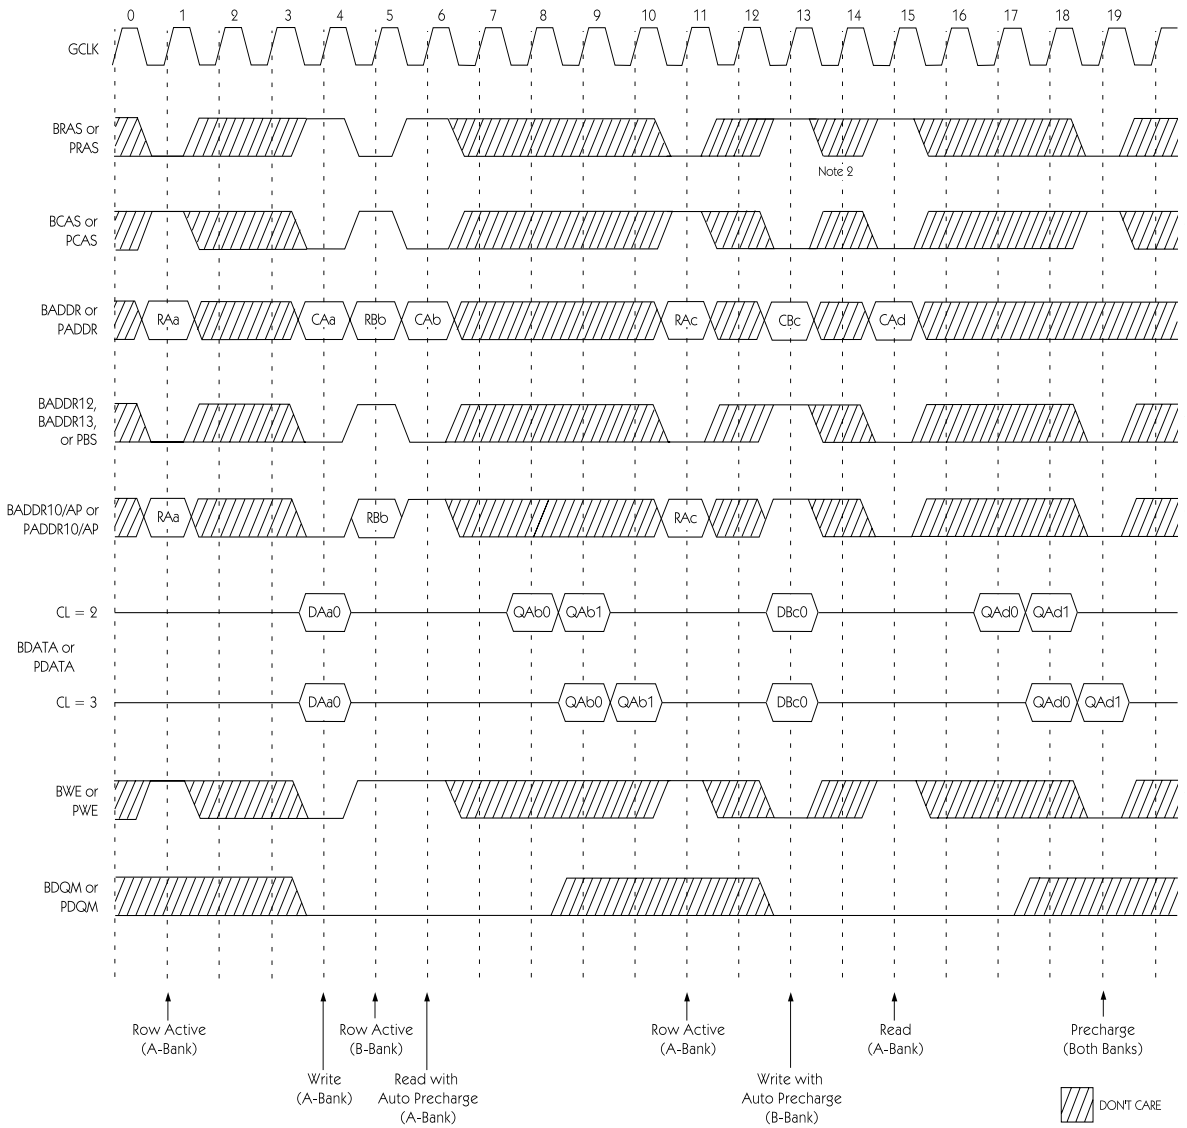 0 1 2 3 4 5 6 7 8 9 10 11 12 13 14 15 16 17 18 19
GCLK
BRAS or
PRAS
Note 2
BCAS or
PCAS
BADDR or
PADDR
RAa CAa RBb CAb RAc CBc CAd
BADDR12,
BADDR13,
or PBS
BADDR10/AP or
PADDR10/AP
RAa RBb RAc
CL = 2
DAa0 QAb0 QAb1 DBc0 QAd0 QAd1
BDATA or
PDATA
CL = 3
DAa0 QAb0 QAb1 DBc0 QAd0 QAd1
BWE or
PWE
BDQM or
PDQM
Row Active
(A-Bank)
Write
(A-Bank)
Row Active
(B-Bank)
Read with
Auto Precharge
(A-Bank)
Row Active
(A-Bank)
Write with
Auto Precharge
(B-Bank)
Read
(A-Bank)
Precharge
(Both Banks)
DON'T CARE